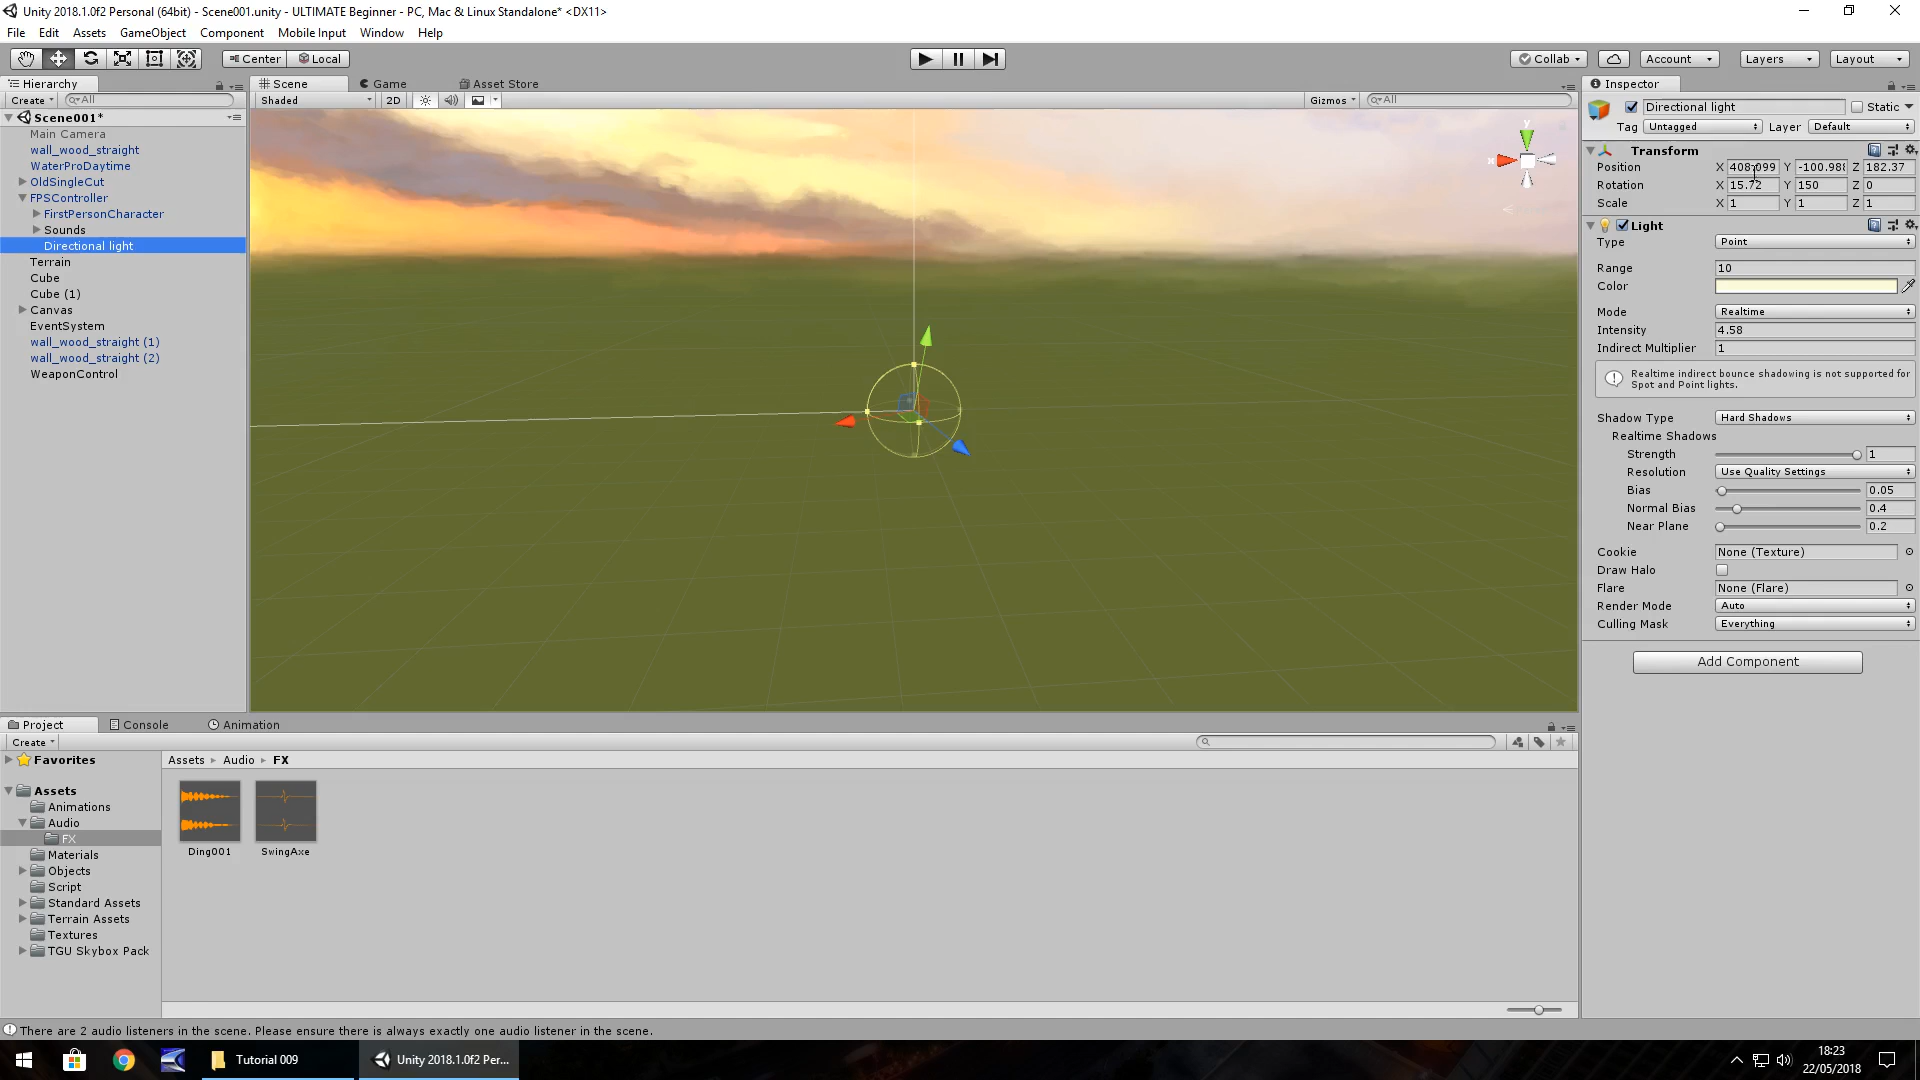 Unity 2018.1.0f2 Personal (64bit) - Scene001.unity - ULTIMATE Beginner - PC, Mac & Linux Standalone* <DX11>
File Edit Assets GameObject Component Mobile Input Window Help
Center Local Collab Account Layers Layout
Hierarchy
Create All
Scene001*
Main Camera
wall_wood_straight
WaterProDaytime
OldSingleCut
FPSController
FirstPersonCharacter
Sounds
Directional light
Terrain
Cube
Cube (1)
Canvas
EventSystem
wall_wood_straight (1)
wall_wood_straight (2)
WeaponControl
Scene Game Asset Store
Shaded 2D Gizmos All
y
x
Inspector
Directional light Static
Tag Untagged Layer Default
Transform
Position X 408.099 Y -100.988 Z 182.37
Rotation X 15.72 Y 150 Z 0
Scale X 1 Y 1 Z 1
Light
Type Point
Range 10
Color
Mode Realtime
Intensity 4.58
Indirect Multiplier 1
Realtime indirect bounce shadowing is not supported for
Spot and Point lights.
Shadow Type Hard Shadows
Realtime Shadows
Strength 1
Resolution Use Quality Settings
Bias 0.05
Normal Bias 0.4
Near Plane 0.2
Cookie None (Texture)
Draw Halo
Flare None (Flare)
Render Mode Auto
Culling Mask Everything
Add Component
Project Console Animation
Create
Favorites
Assets
Animations
Audio
FX
Materials
Objects
Script
Standard Assets
Terrain Assets
Textures
TGU Skybox Pack
Assets Audio FX
Ding001 SwingAxe
There are 2 audio listeners in the scene. Please ensure there is always exactly one audio listener in the scene.
Tutorial 009 Unity 2018.1.0f2 Per...
18:23
22/05/2018